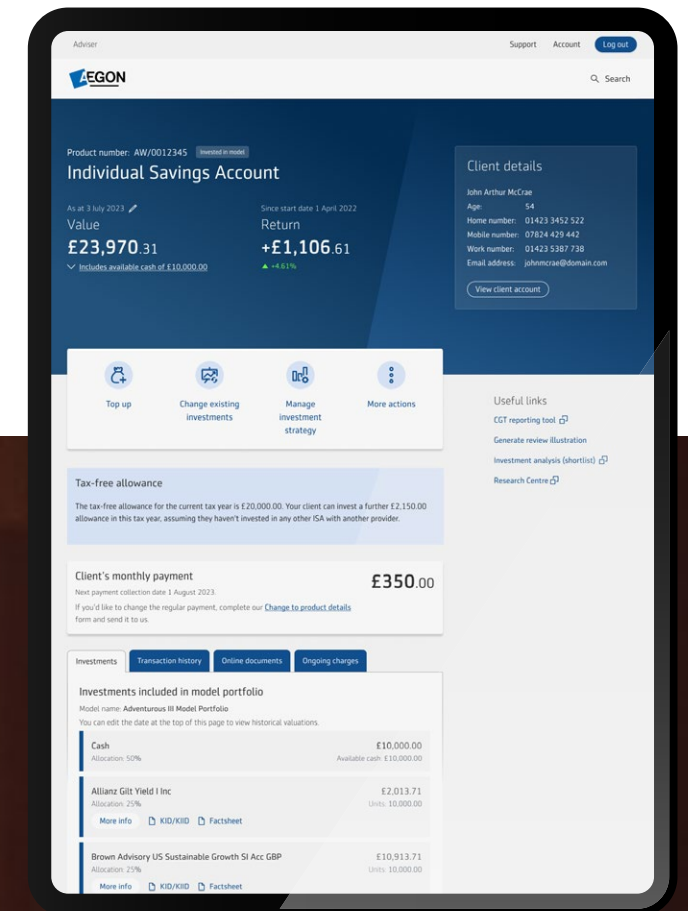 Adviser
Support Account Log out
AEGON
Search
Product number: AW/0012345 Invested in model
Individual Savings Account
As at 3 July 2023
Value
£23,970.31
Includes available cash of £10,000.00
Since start date 1 April 2022
Return
+£1,106.61
+4.61%
Client details
John Arthur McCrae
Age: 54
Home number: 01423 3452 522
Mobile number: 07824 429 442
Work number: 01423 5387 738
Email address: johnmcrae@domain.com
View client account
Top up
Change existing
investments
Manage
investment
strategy
More actions
Useful links
CGT reporting tool
Generate review illustration
Investment analysis (shortlist)
Research Centre
Tax-free allowance
The tax-free allowance for the current tax year is £20,000.00. Your client can invest a further £2,150.00
allowance in this tax year, assuming they haven't invested in any other ISA with another provider.
Client's monthly payment
£350.00
Next payment collection date 1 August 2023.
If you'd like to change the regular payment, complete our Change to product details
form and send it to us.
Investments Transaction history Online documents Ongoing charges
Investments included in model portfolio
Model name: Adventurous III Model Portfolio
You can edit the date at the top of this page to view historical valuations.
Cash £10,000.00
Allocation: 50% Available cash: £10,000.00
Allianz Gilt Yield I Inc £2,013.71
Allocation: 25% Units: 10,000.00
More info KID/KIID Factsheet
Brown Advisory US Sustainable Growth SI Acc GBP £10,913.71
Allocation: 25% Units: 10,000.00
More info KID/KIID Factsheet